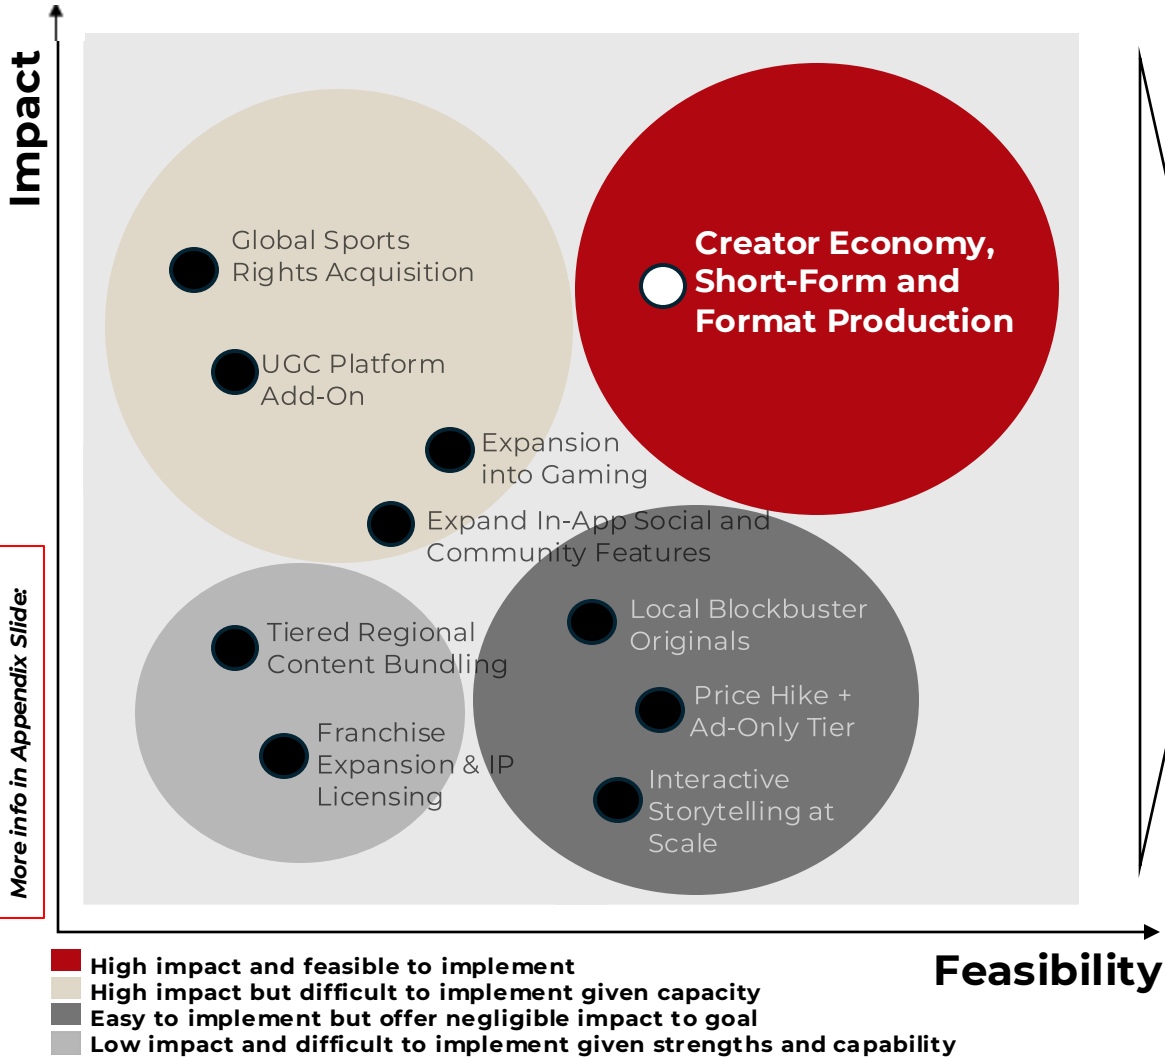 Impact
Global Sports
Rights Acquisition
Creator Economy,
Short-Form and
Format Production
UGC Platform
Add-On
Expansion
into Gaming
Expand In-App Social and
Community Features
Tiered Regional
Content Bundling
Local Blockbuster
Originals
Price Hike +
Ad-Only Tier
Franchise
Expansion & IP
Licensing
Interactive
Storytelling at
Scale
More info in Appendix Slide:
Feasibility
High impact and feasible to implement
High impact but difficult to implement given capacity
Easy to implement but offer negligible impact to goal
Low impact and difficult to implement given strengths and capability